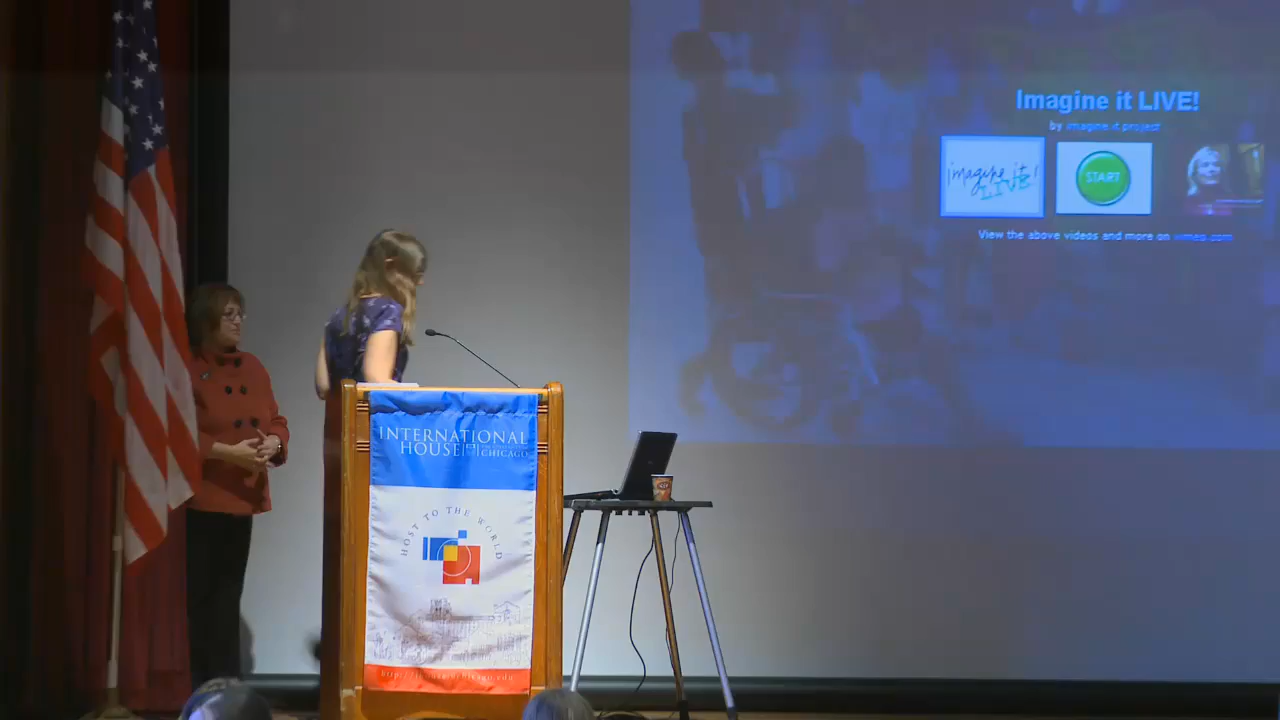 Imagine it LIVE!
by imagine it project
imagine it!
LIVE
START
View the above videos and more on vimeo.com
INTERNATIONAL
HOUSE
CHICAGO
HOST TO THE WORLD